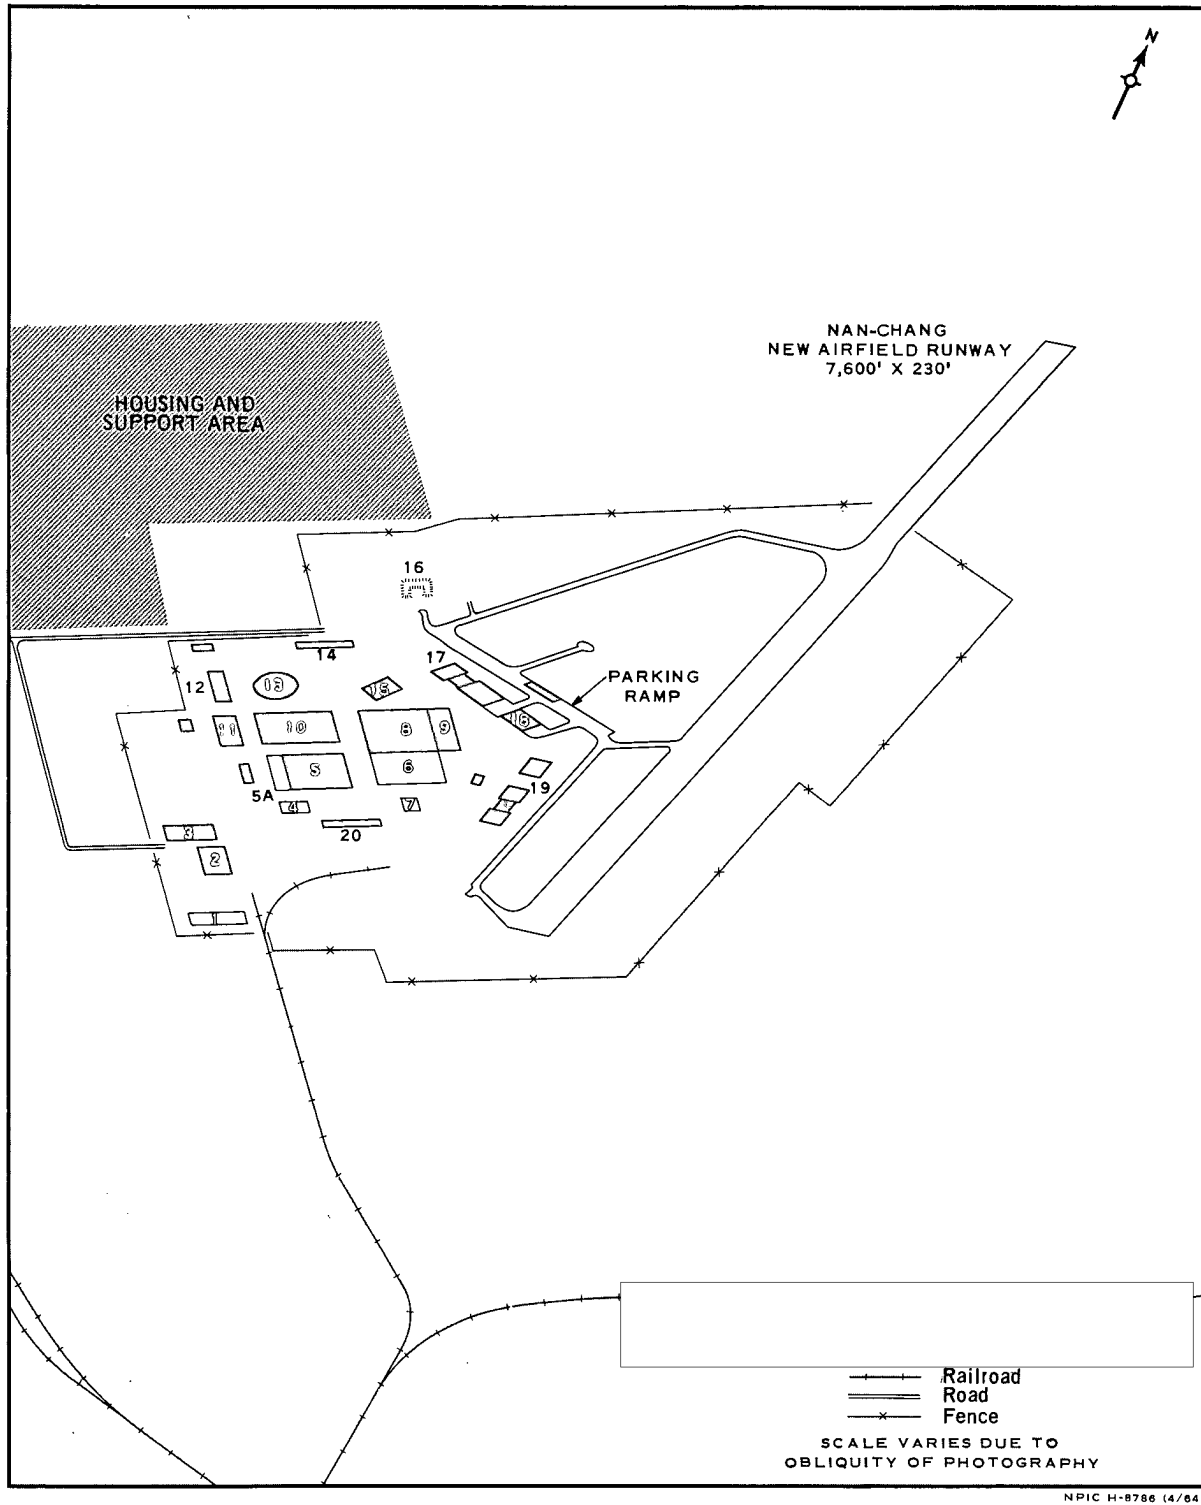 N
NAN-CHANG
NEW AIRFIELD RUNWAY
7,600' X 230'
HOUSING AND
SUPPORT AREA
16
14
17
12
13
15
PARKING
RAMP
11
10
8
9
5
6
5A
4
7
19
3
20
2
1
Railroad
Road
Fence
SCALE VARIES DUE TO
OBLIQUITY OF PHOTOGRAPHY
NPIC H-8786 (4/64